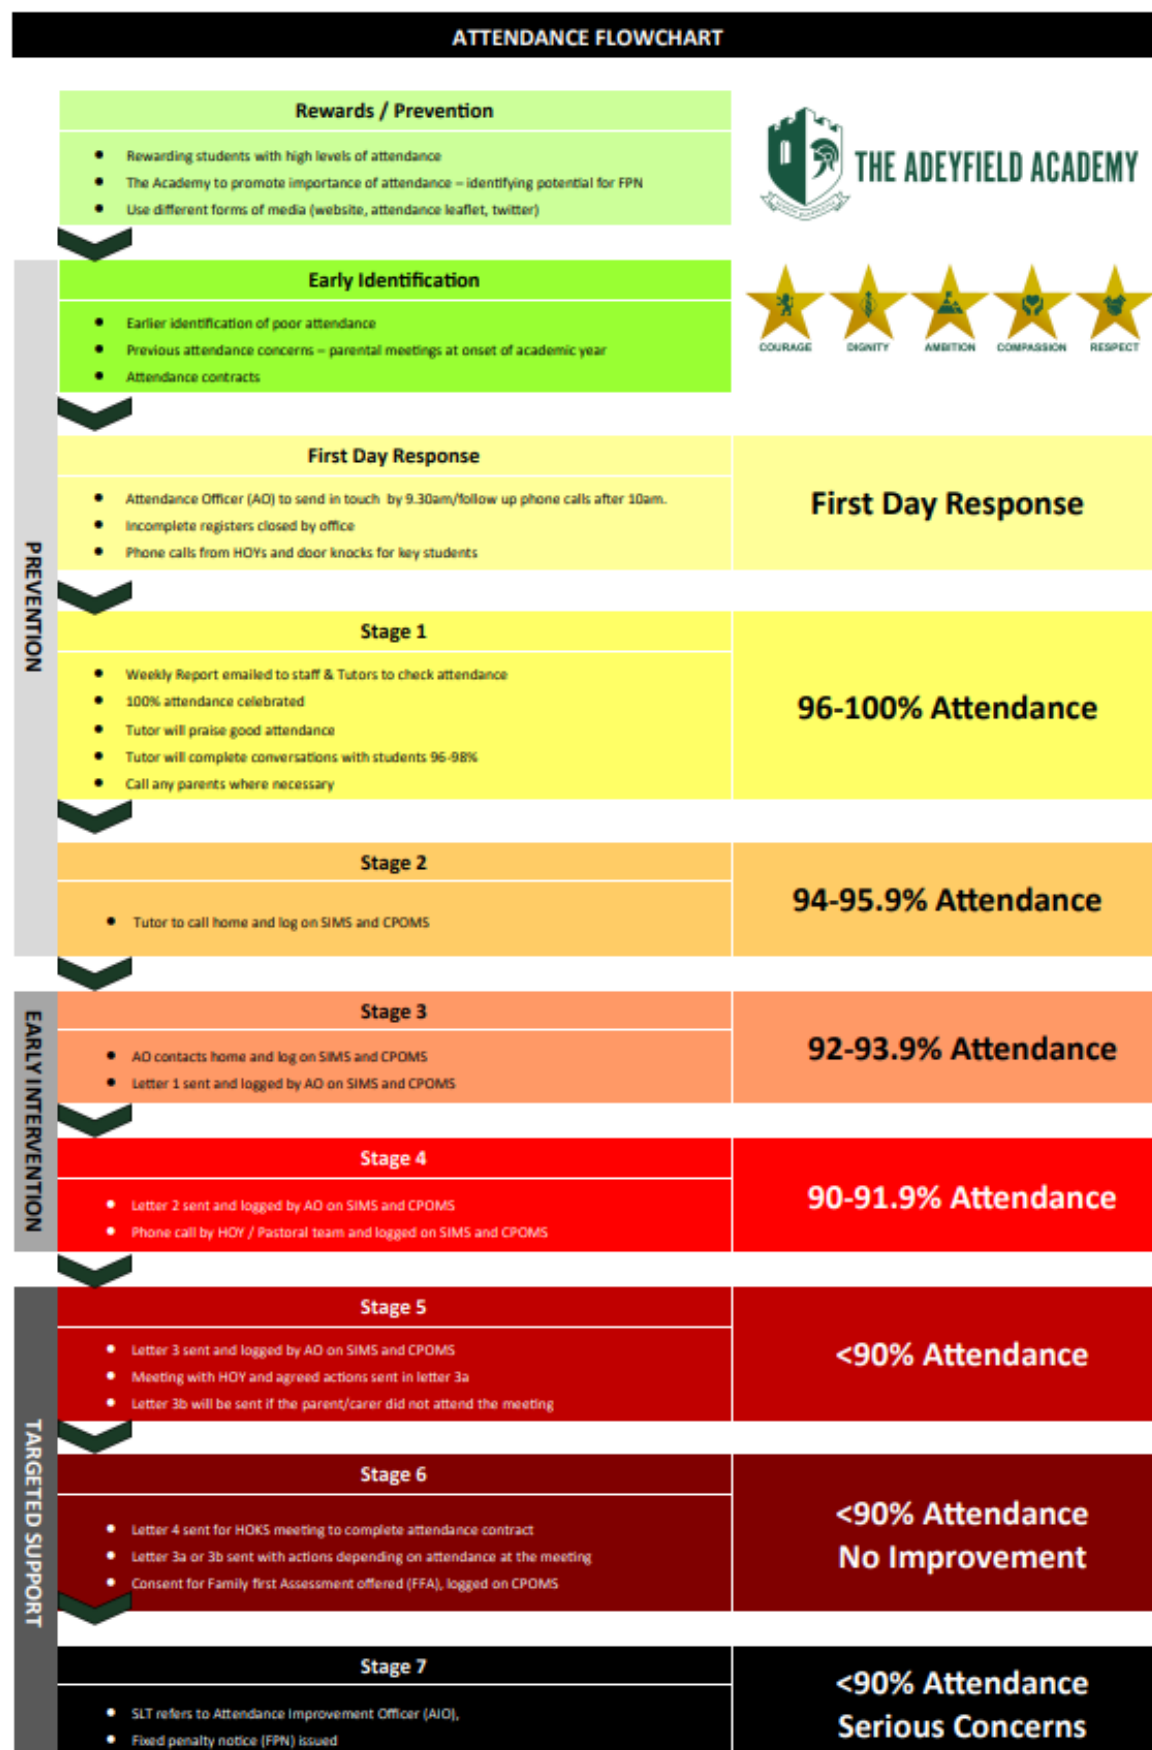 ATTENDANCE FLOWCHART
Rewards / Prevention
Rewarding students with high levels of attendance
The Academy to promote importance of attendance – identifying potential for FPN
Use different forms of media (website, attendance leaflet, twitter)
THE ADEYFIELD ACADEMY
Early Identification
Earlier identification of poor attendance
Previous attendance concerns – parental meetings at onset of academic year
Attendance contracts
COURAGE DIGNITY AMBITION COMPASSION RESPECT
PREVENTION
First Day Response
Attendance Officer (AO) to send in touch by 9.30am/follow up phone calls after 10am.
Incomplete registers closed by office
Phone calls from HOYs and door knocks for key students
First Day Response
Stage 1
Weekly Report emailed to staff & Tutors to check attendance
100% attendance celebrated
Tutor will praise good attendance
Tutor will complete conversations with students 96-98%
Call any parents where necessary
96-100% Attendance
Stage 2
Tutor to call home and log on SIMS and CPOMS
94-95.9% Attendance
EARLY INTERVENTION
Stage 3
AO contacts home and log on SIMS and CPOMS
Letter 1 sent and logged by AO on SIMS and CPOMS
92-93.9% Attendance
Stage 4
Letter 2 sent and logged by AO on SIMS and CPOMS
Phone call by HOY / Pastoral team and logged on SIMS and CPOMS
90-91.9% Attendance
TARGETED SUPPORT
Stage 5
Letter 3 sent and logged by AO on SIMS and CPOMS
Meeting with HOY and agreed actions sent in letter 3a
Letter 3b will be sent if the parent/carer did not attend the meeting
<90% Attendance
Stage 6
Letter 4 sent for HOKS meeting to complete attendance contract
Letter 3a or 3b sent with actions depending on attendance at the meeting
Consent for Family first Assessment offered (FFA), logged on CPOMS
<90% Attendance
No Improvement
Stage 7
SLT refers to Attendance Improvement Officer (AIO),
Fixed penalty notice (FPN) issued
<90% Attendance
Serious Concerns